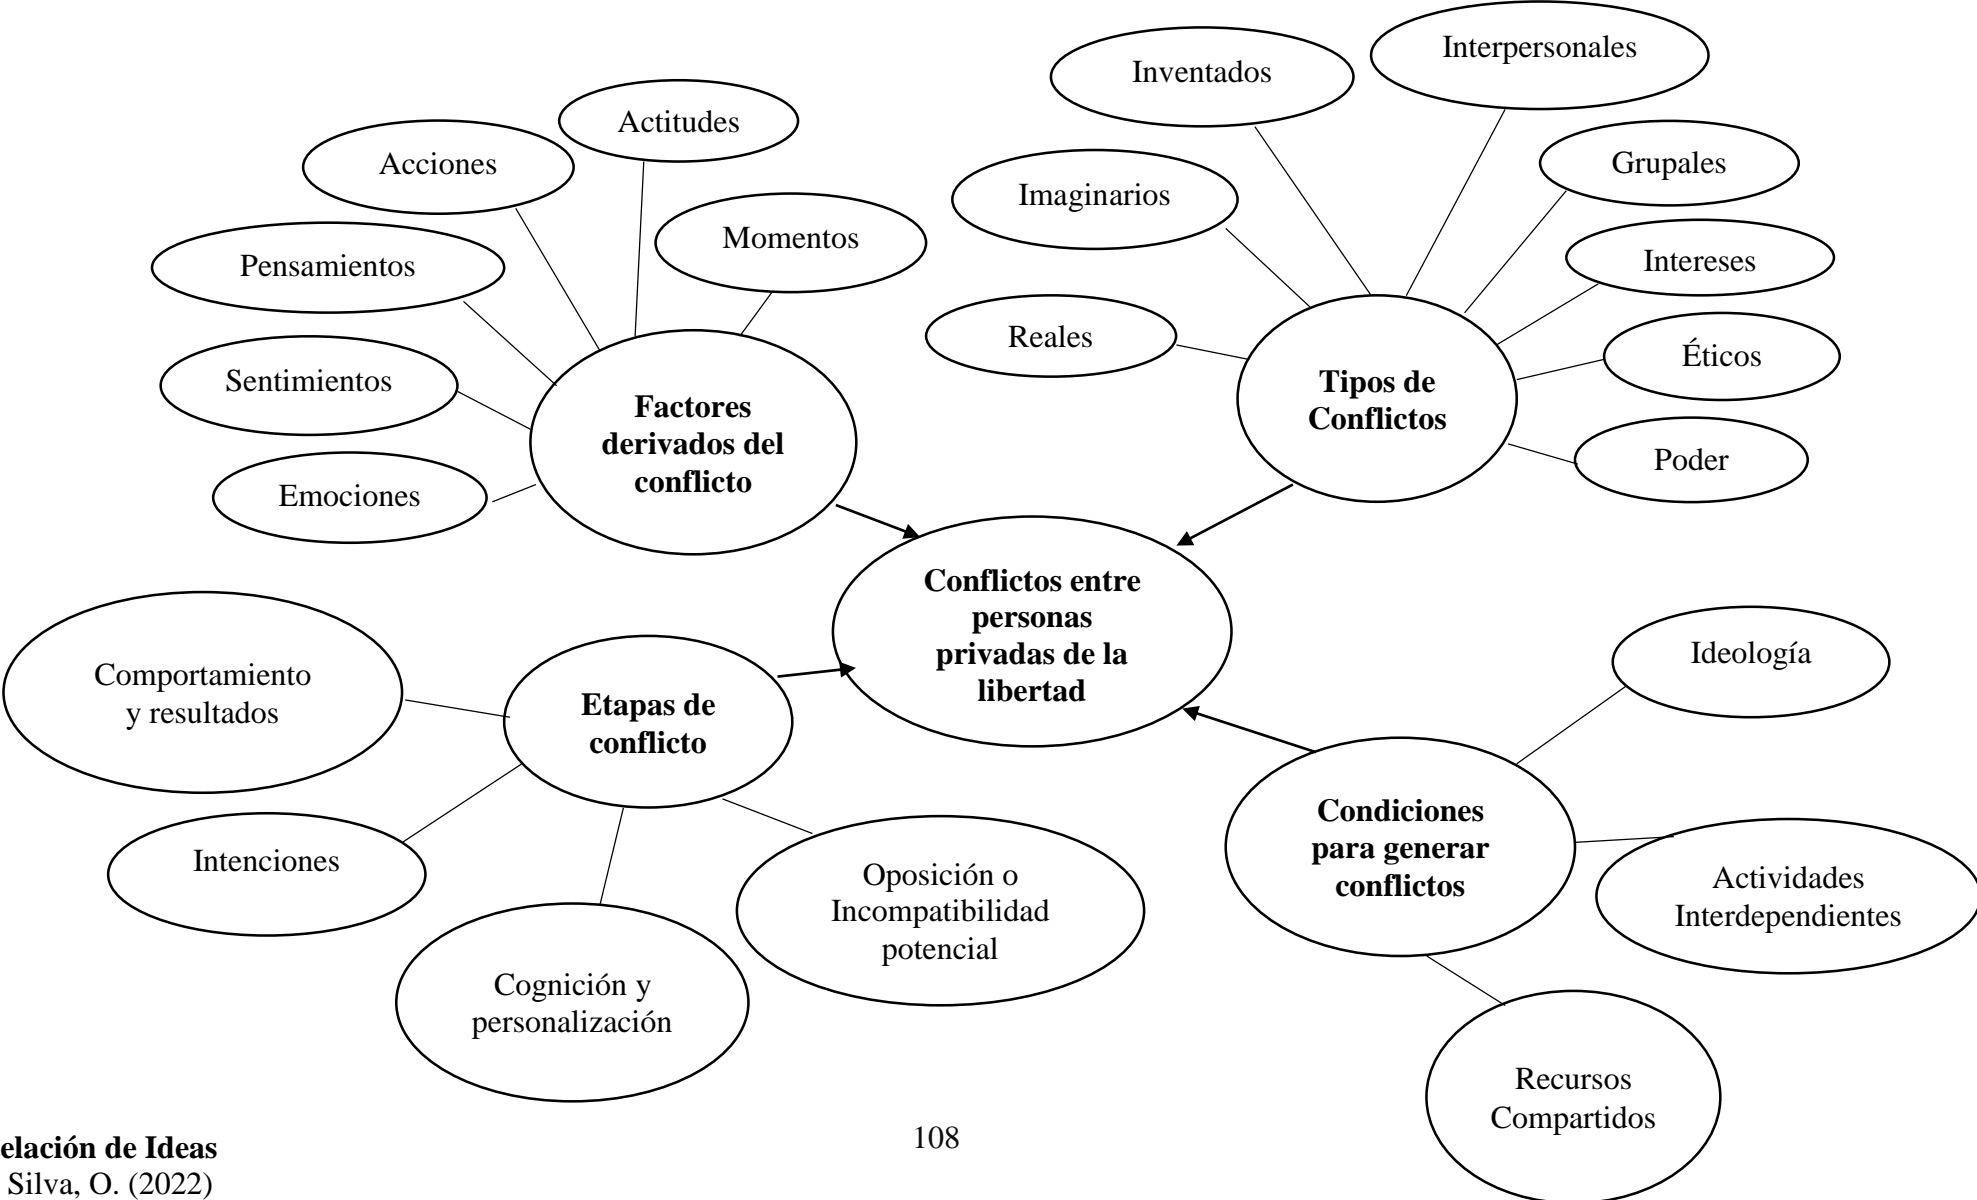 Interpersonales
Inventados
Actitudes
Acciones
Grupales
Imaginarios
Momentos
Pensamientos
Intereses
Reales
Éticos
Sentimientos
Tipos de
Conflictos
Factores
derivados del
conflicto
Poder
Emociones
Conflictos entre
personas
privadas de la
libertad
Ideología
Comportamiento
y resultados
Etapas de
conflicto
Condiciones
para generar
conflictos
Intenciones
Oposición o
Incompatibilidad
potencial
Actividades
Interdependientes
Cognición y
personalización
Recursos
Compartidos
108
elación de Ideas
Silva, O. (2022)